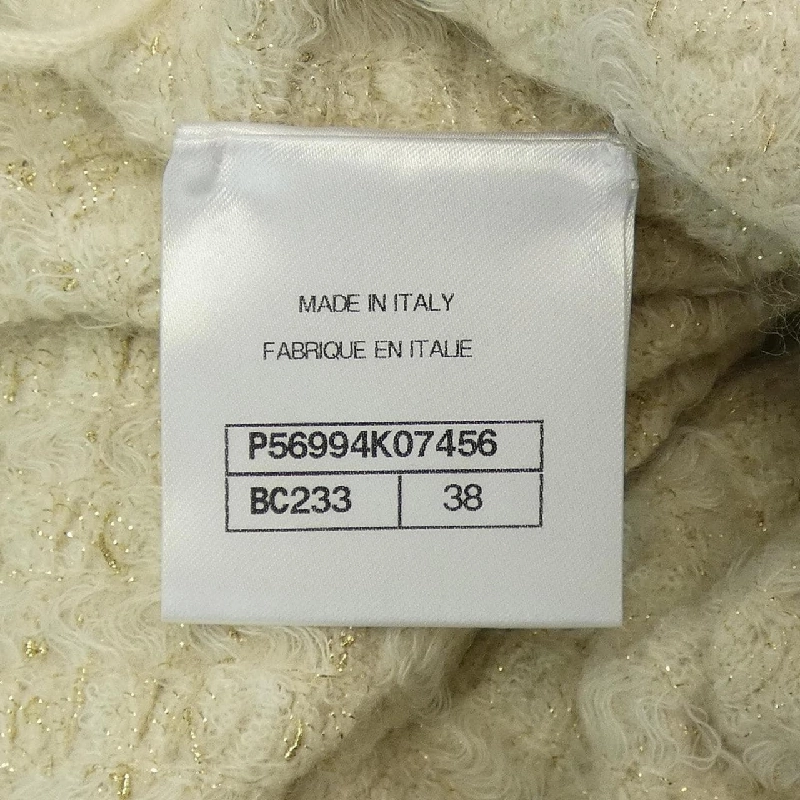 MADE IN ITALY
FABRIQUE EN ITALIE
P56994K07456
BC233 38